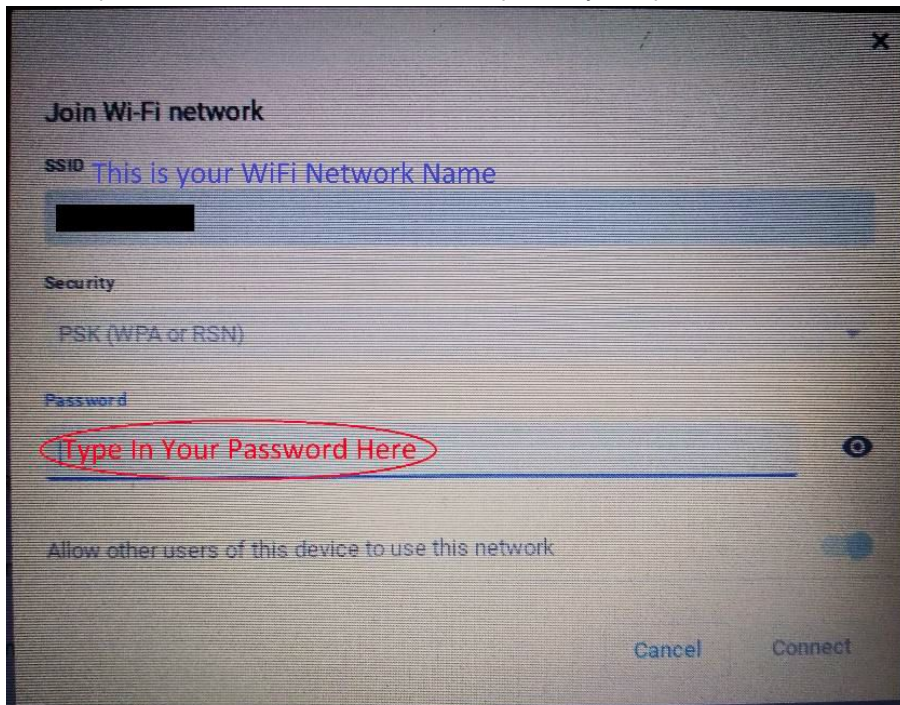 Join Wi-Fi network
SSID This is your WiFi Network Name
Security
PSK (WPA or RSN)
Password
Type In Your Password Here
Allow other users of this device to use this network
Cancel Connect